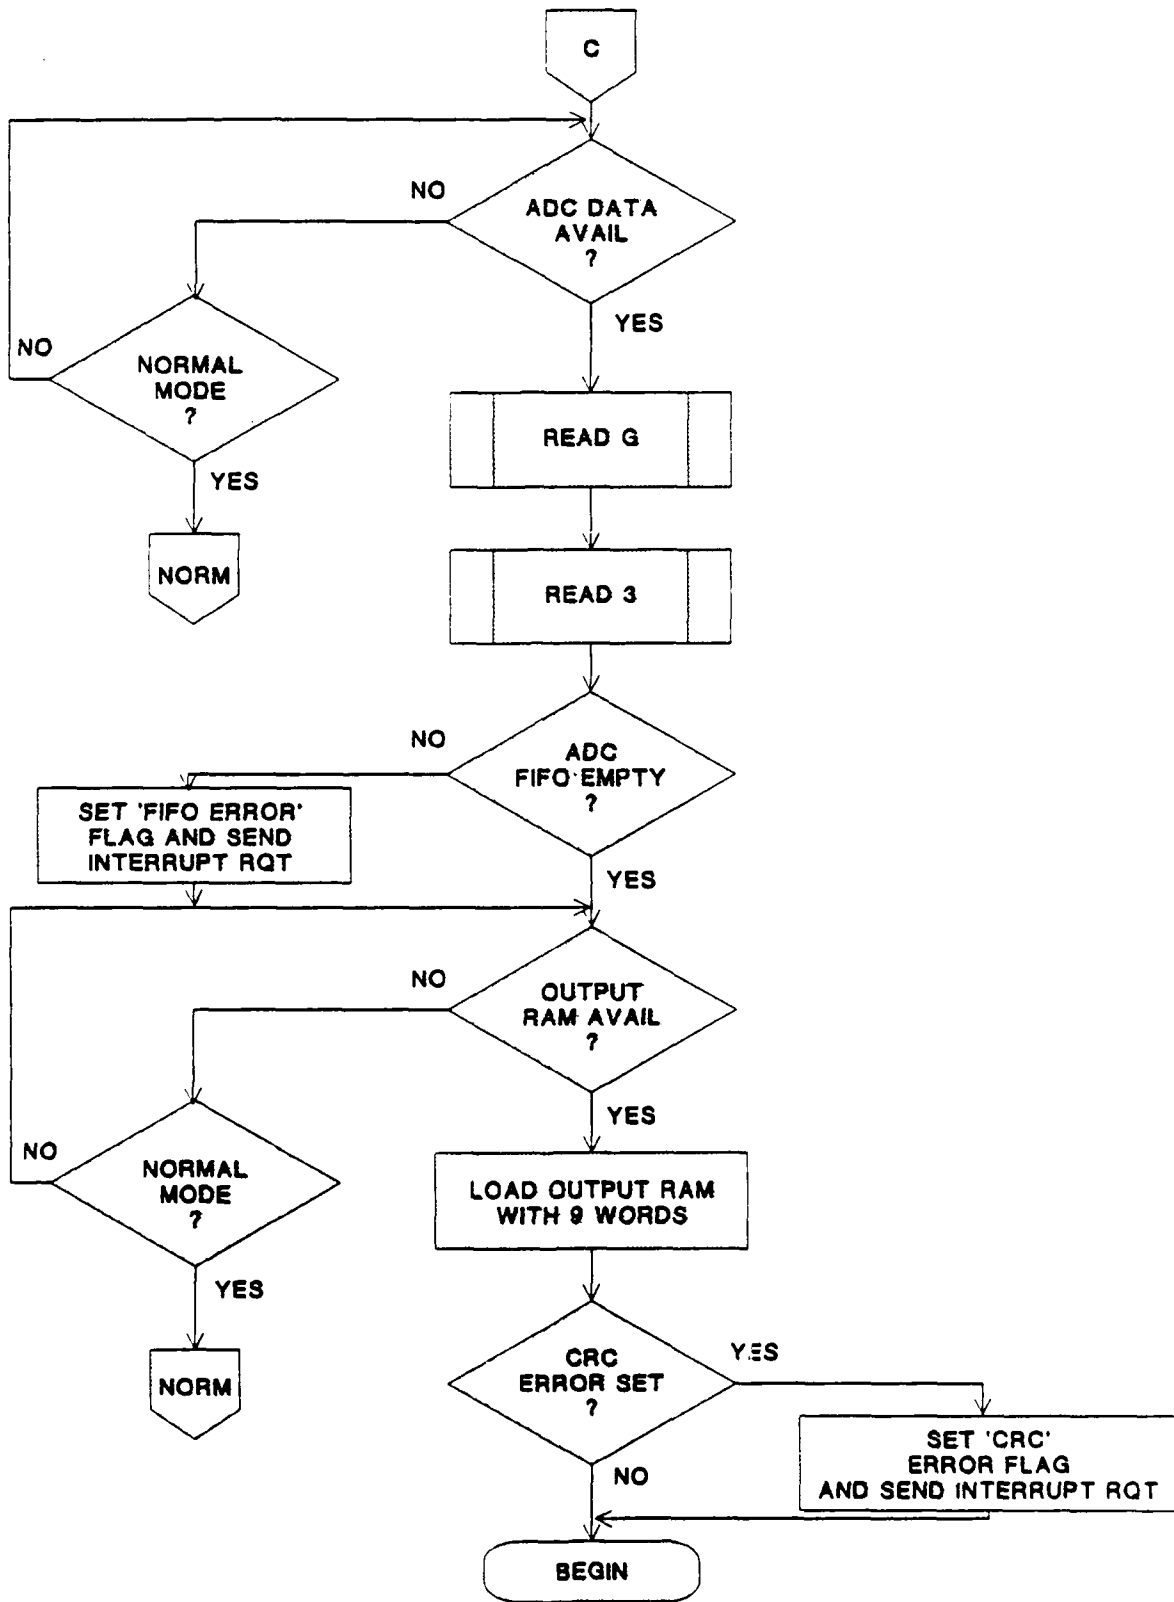 C
NO
ADC DATA
AVAIL
?
YES
NO
NORMAL
MODE
?
YES
NORM
READ G
READ 3
NO
ADC
FIFO EMPTY
?
YES
SET 'FIFO ERROR'
FLAG AND SEND
INTERRUPT RQT
NO
OUTPUT
RAM AVAIL
?
YES
NO
NORMAL
MODE
?
YES
NORM
LOAD OUTPUT RAM
WITH 9 WORDS
CRC
ERROR SET
?
YES
NO
SET 'CRC'
ERROR FLAG
AND SEND INTERRUPT RQT
BEGIN